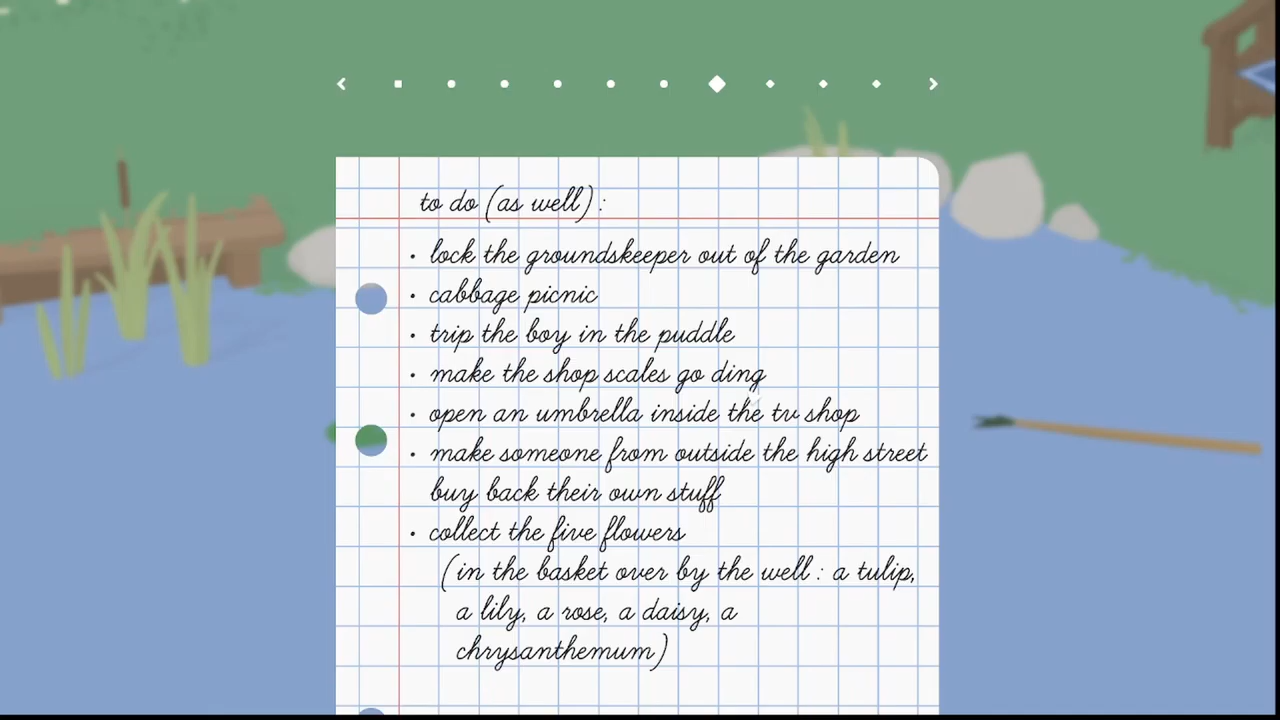 to do (as well) :
• lock the groundskeeper out of the garden
• cabbage picnic
• trip the boy in the puddle
• make the shop scales go ding
• open an umbrella inside the tv shop
• make someone from outside the high street
buy back their own stuff
• collect the five flowers
(in the basket over by the well : a tulip,
a lily, a rose, a daisy, a
chrysanthemum)